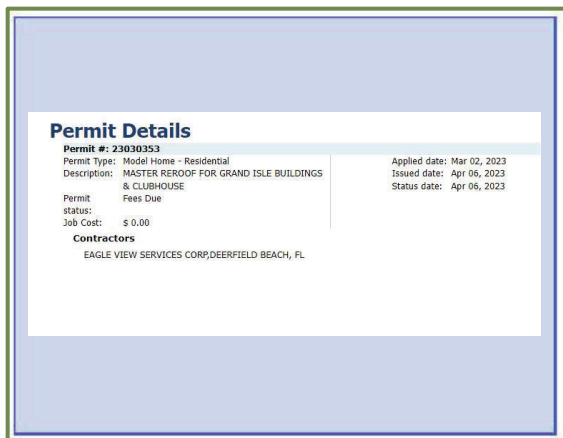 Permit Details
Permit #: 23030353
Permit Type: Model Home - Residential
Applied date: Mar 02, 2023
Description: MASTER REROOF FOR GRAND ISLE BUILDINGS
Issued date: Apr 06, 2023
& CLUBHOUSE
Status date: Apr 06, 2023
Permit Fees Due
status:
Job Cost: $ 0.00
Contractors
EAGLE VIEW SERVICES CORP,DEERFIELD BEACH, FL